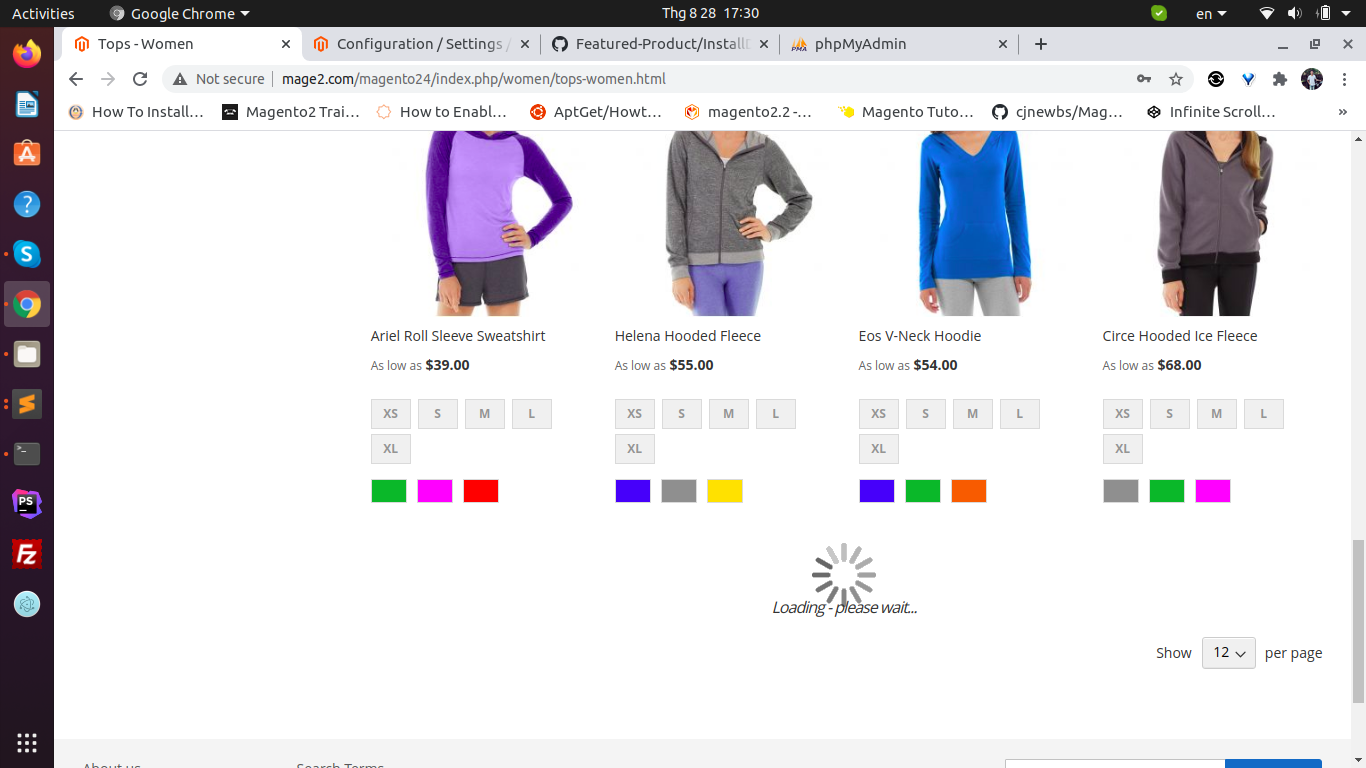 Activities
Google Chrome
Thg 8 28 17:30
en
Tops - Women
Configuration / Settings /
Featured-Product/Install
phpMyAdmin
Not secure
mage2.com/magento24/index.php/women/tops-women.html
How To Install…
Magento2 Trai…
How to Enabl…
AptGet/Howt…
magento2.2 -…
Magento Tuto…
cjnewbs/Mag…
Infinite Scroll…
»
Ariel Roll Sleeve Sweatshirt
Helena Hooded Fleece
Eos V-Neck Hoodie
Circe Hooded Ice Fleece
As low as $39.00
As low as $55.00
As low as $54.00
As low as $68.00
XS S M L
XS S M L
XS S M L
XS S M L
XL
XL
XL
XL
Loading - please wait...
Show 12 per page
About us
Search Terms